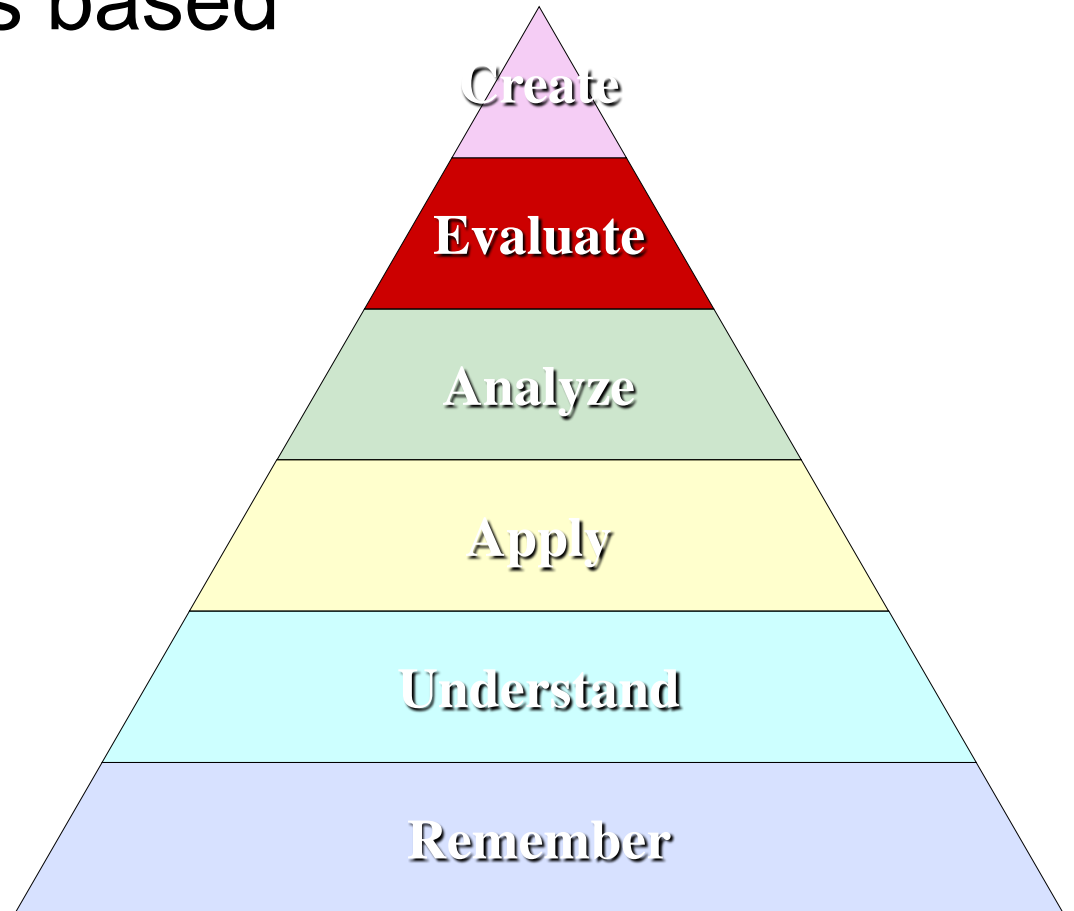 s based
Create
Evaluate
Analyze
Apply
Understand
Remember